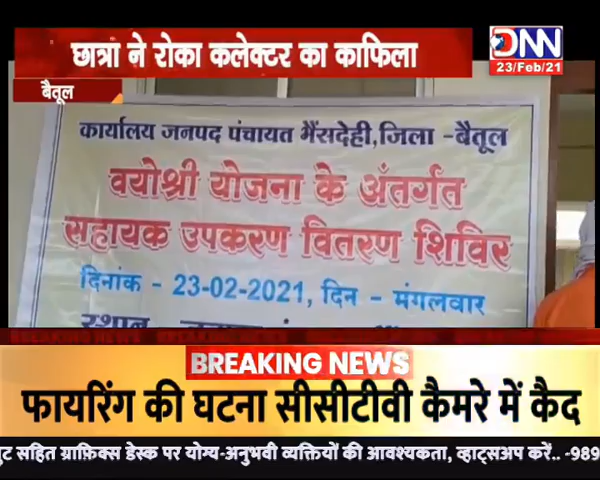 छात्रों ने रोका कलेक्टर का काफिला
DNN
23/Feb/21
बैतूल
कार्यालय जनपद पंचायत भैंसदेही, जिला -बैतूल
वयोश्री योजना के अंतर्गत
सहायक उपकरण वितरण शिविर
दिनांक - 23-02-2021, दिन - मंगलवार
BREAKING NEWS
फायरिंग की घटना सीसीटीवी कैमरे में कैद
सहित ग्राफ़िक्स डेस्क पर योग्य-अनुभवी व्यक्तियों की आवश्यकता, व्हाट्सअप करें.. -989